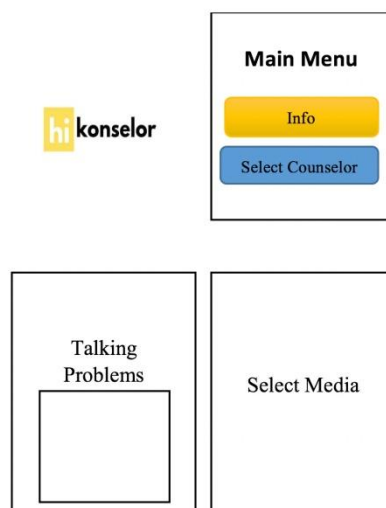 hi konselor
Main Menu
Info
Select Counselor
Talking
Problems
Select Media